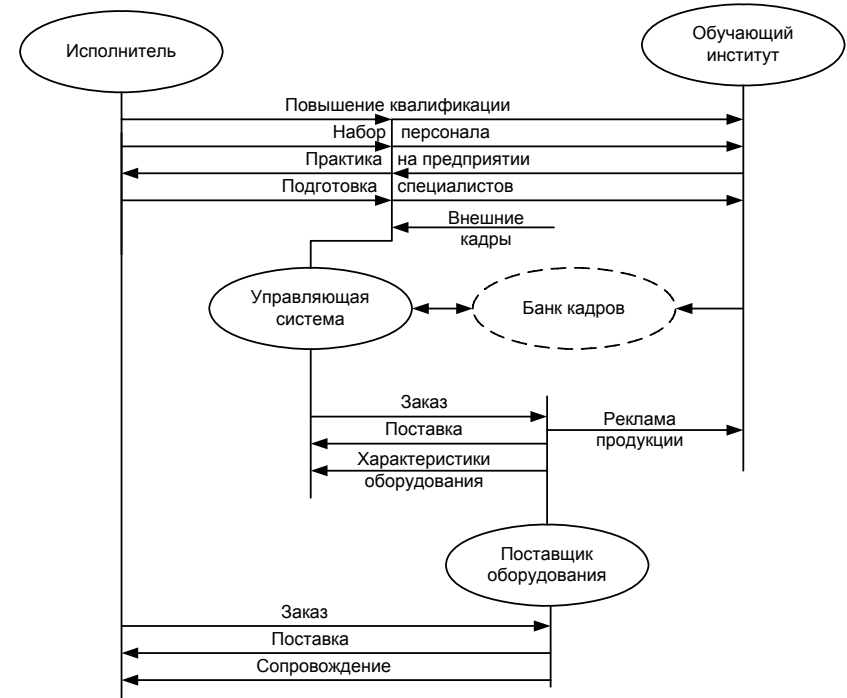 Исполнитель
Обучающий
институт
Повышение квалификации
Набор персонала
Практика на предприятии
Подготовка специалистов
Внешние
кадры
Управляющая
система
Банк кадров
Заказ
Поставка
Реклама
продукции
Характеристики
оборудования
Поставщик
оборудования
Заказ
Поставка
Сопровождение